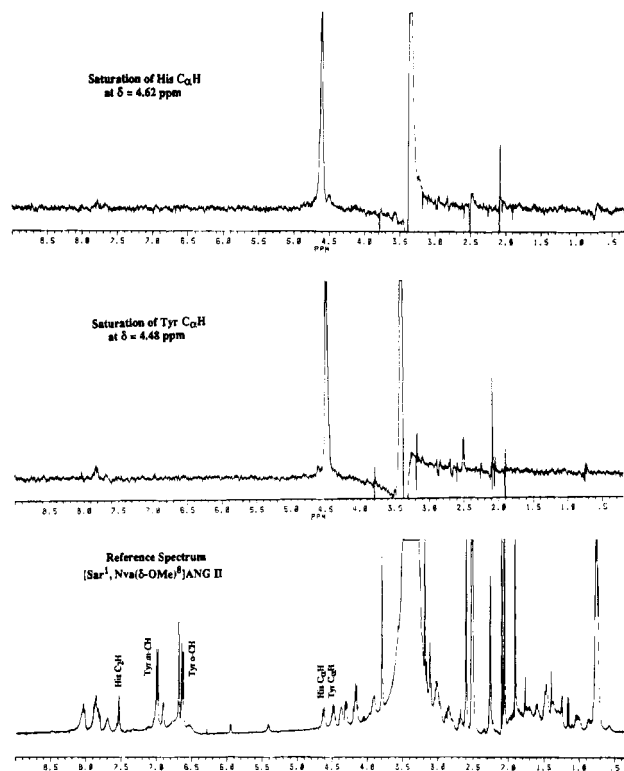 Saturation of His CαH
at δ = 4.62 ppm
8.5 8.0 7.5 7.0 6.5 6.0 5.5 5.0 4.5 4.0 3.5 3.0 2.5 2.0 1.5 1.0 .5
PPM
Saturation of Tyr CαH
at δ = 4.48 ppm
8.5 8.0 7.5 7.0 6.5 6.0 5.5 5.0 4.5 4.0 3.5 3.0 2.5 2.0 1.5 1.0 .5
PPM
Reference Spectrum
[Sar¹, Nva(δ-OMe)⁸]ANG II
His C₂H
Tyr m-CH
Tyr o-CH
His CαH
Tyr CαH
8.5 8.0 7.5 7.0 6.5 6.0 5.5 5.0 4.5 4.0 3.5 3.0 2.5 2.0 1.5 1.0 .5